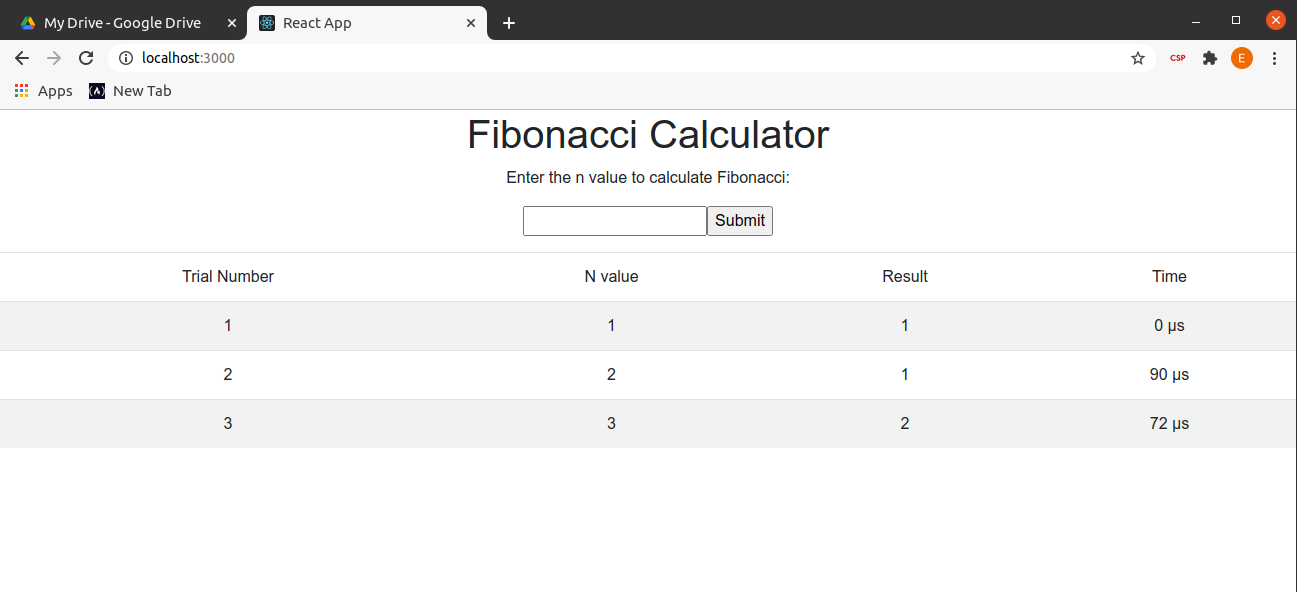 My Drive - Google Drive
React App
localhost:3000
CSP
E
Apps
New Tab
Fibonacci Calculator
Enter the n value to calculate Fibonacci:
Submit
Trial Number N value Result Time
1 1 1 0 µs
2 2 1 90 µs
3 3 2 72 µs